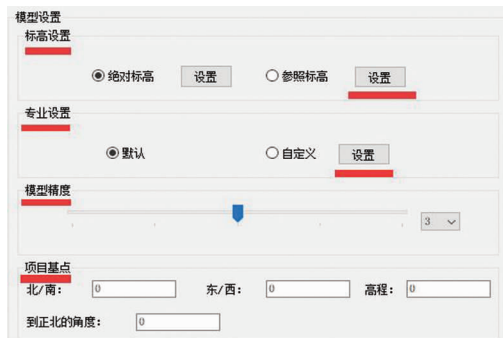 模型设置
标高设置
绝对标高 设置 参照标高 设置
专业设置
默认 自定义 设置
模型精度
3
项目基点
北/南: 0 东/西: 0 高程: 0
到正北的角度: 0